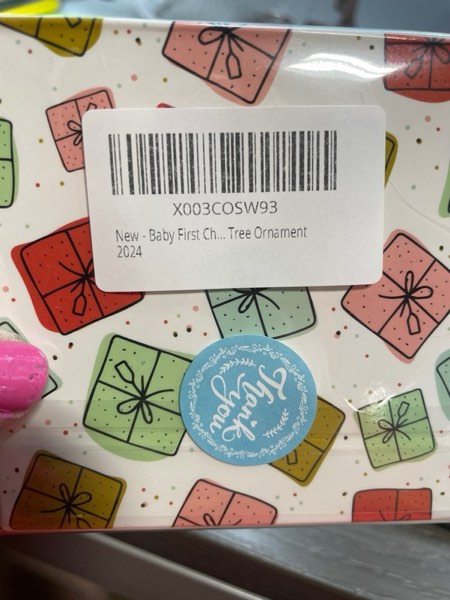 X003COSW93
New - Baby First Ch... Tree Ornament
2024
Thank
you